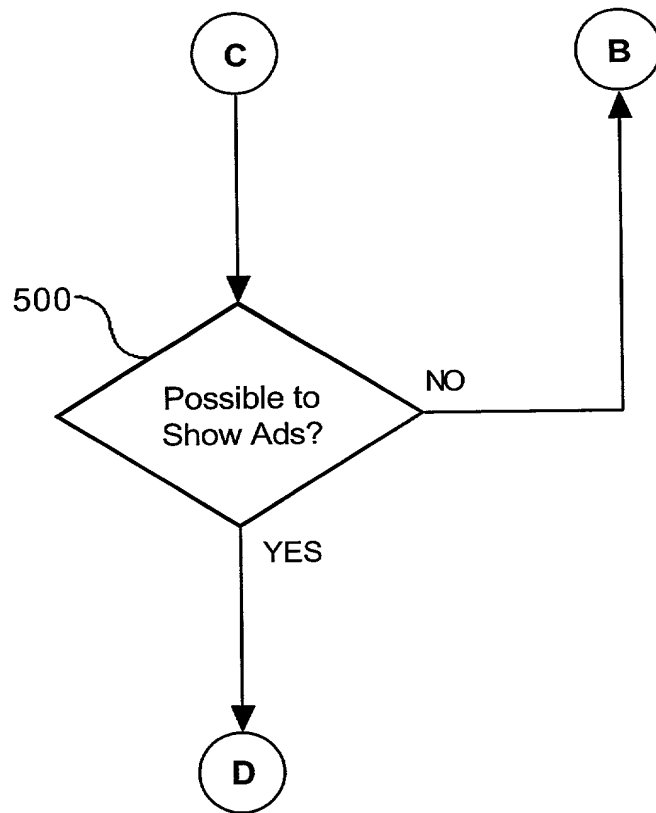 C
B
500
Possible to
Show Ads?
NO
YES
D